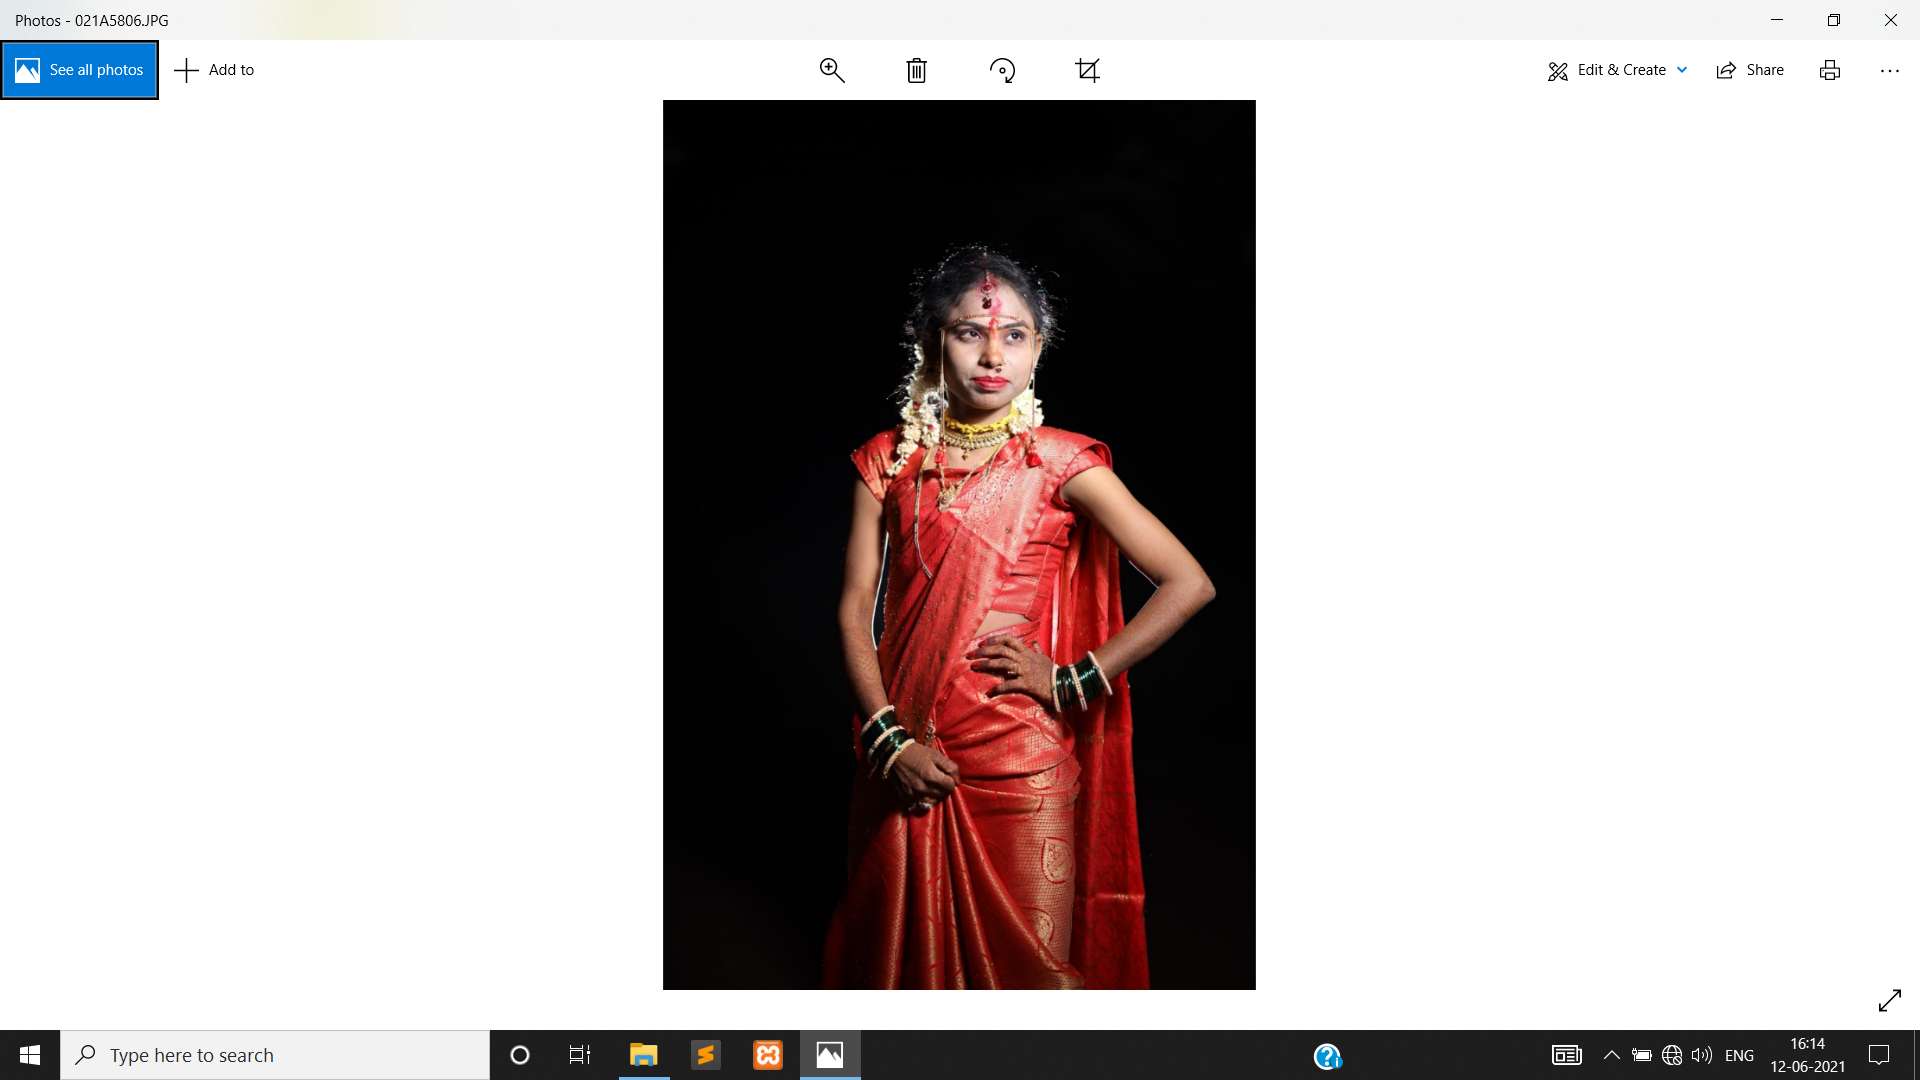 Photos - 021A5806.JPG
See all photos
Add to
Edit & Create
Share
Type here to search
ENG
16:14
12-06-2021